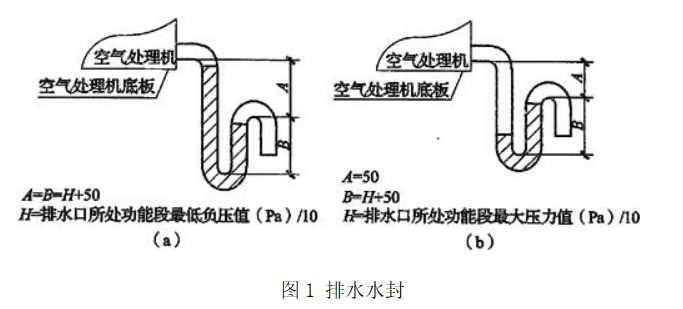 空气处理机
空气处理机底板
A
B
A=B=H+50
H=排水口所处功能段最低负压值（Pa）/10
（a）
空气处理机
空气处理机底板
A
B
A=50
B=H+50
H=排水口所处功能段最大压力值（Pa）/10
（b）
图1 排水水封